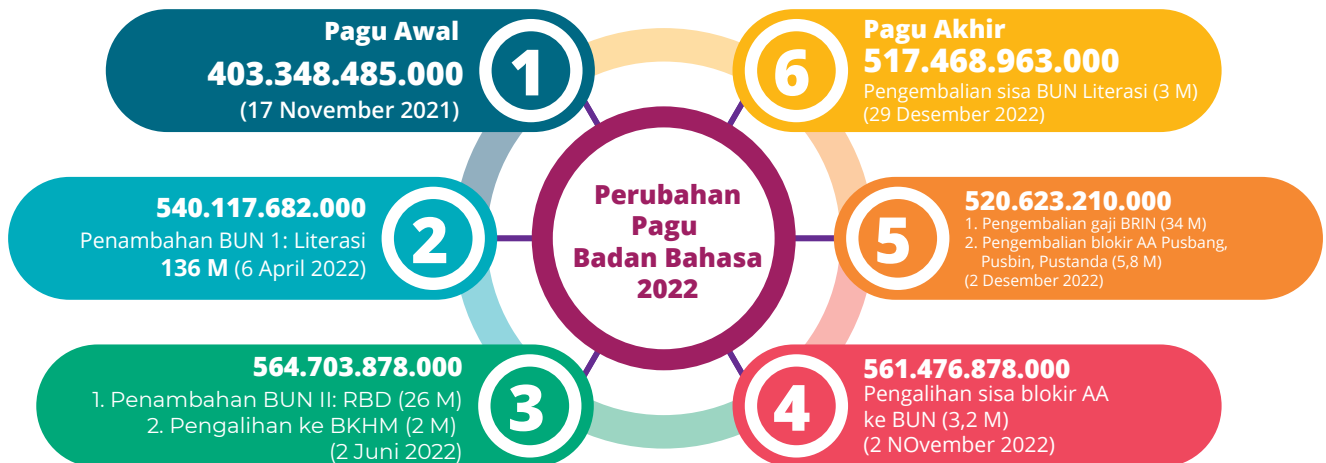 Perubahan
Pagu
Badan Bahasa
2022
1
Pagu Awal
403.348.485.000
(17 November 2021)
2
540.117.682.000
Penambahan BUN 1: Literasi
136 M (6 April 2022)
3
564.703.878.000
1. Penambahan BUN II: RBD (26 M)
2. Pengalihan ke BKHM (2 M)
(2 Juni 2022)
4
561.476.878.000
Pengalihan sisa blokir AA
ke BUN (3,2 M)
(2 NOvember 2022)
5
520.623.210.000
1. Pengembalian gaji BRIN (34 M)
2. Pengembalian blokir AA Pusbang,
Pusbin, Pustanda (5,8 M)
(2 Desember 2022)
6
Pagu Akhir
517.468.963.000
Pengembalian sisa BUN Literasi (3 M)
(29 Desember 2022)